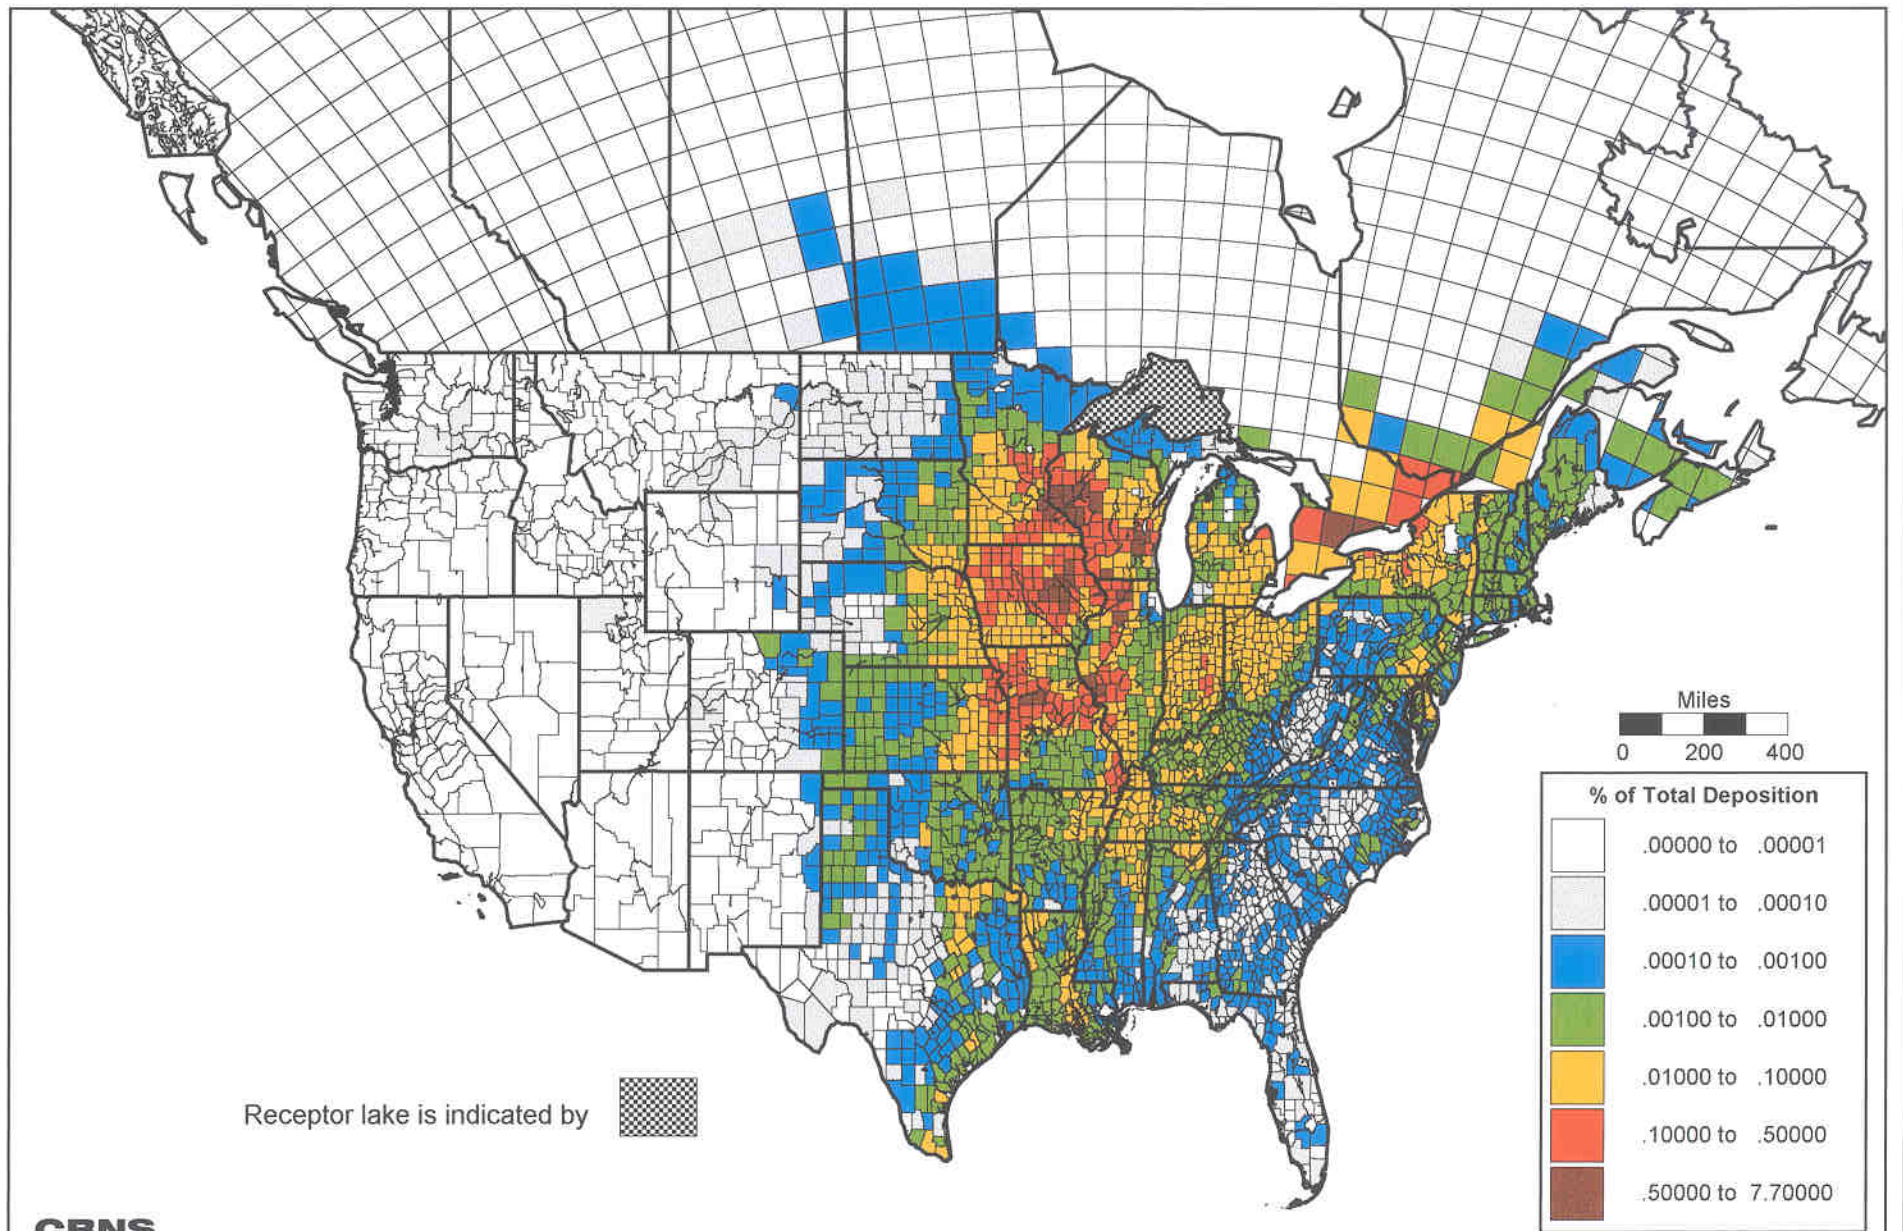 Miles
0 200 400
% of Total Deposition
.00000 to .00001
.00001 to .00010
.00010 to .00100
.00100 to .01000
.01000 to .10000
.10000 to .50000
.50000 to 7.70000
Receptor lake is indicated by
CBNS